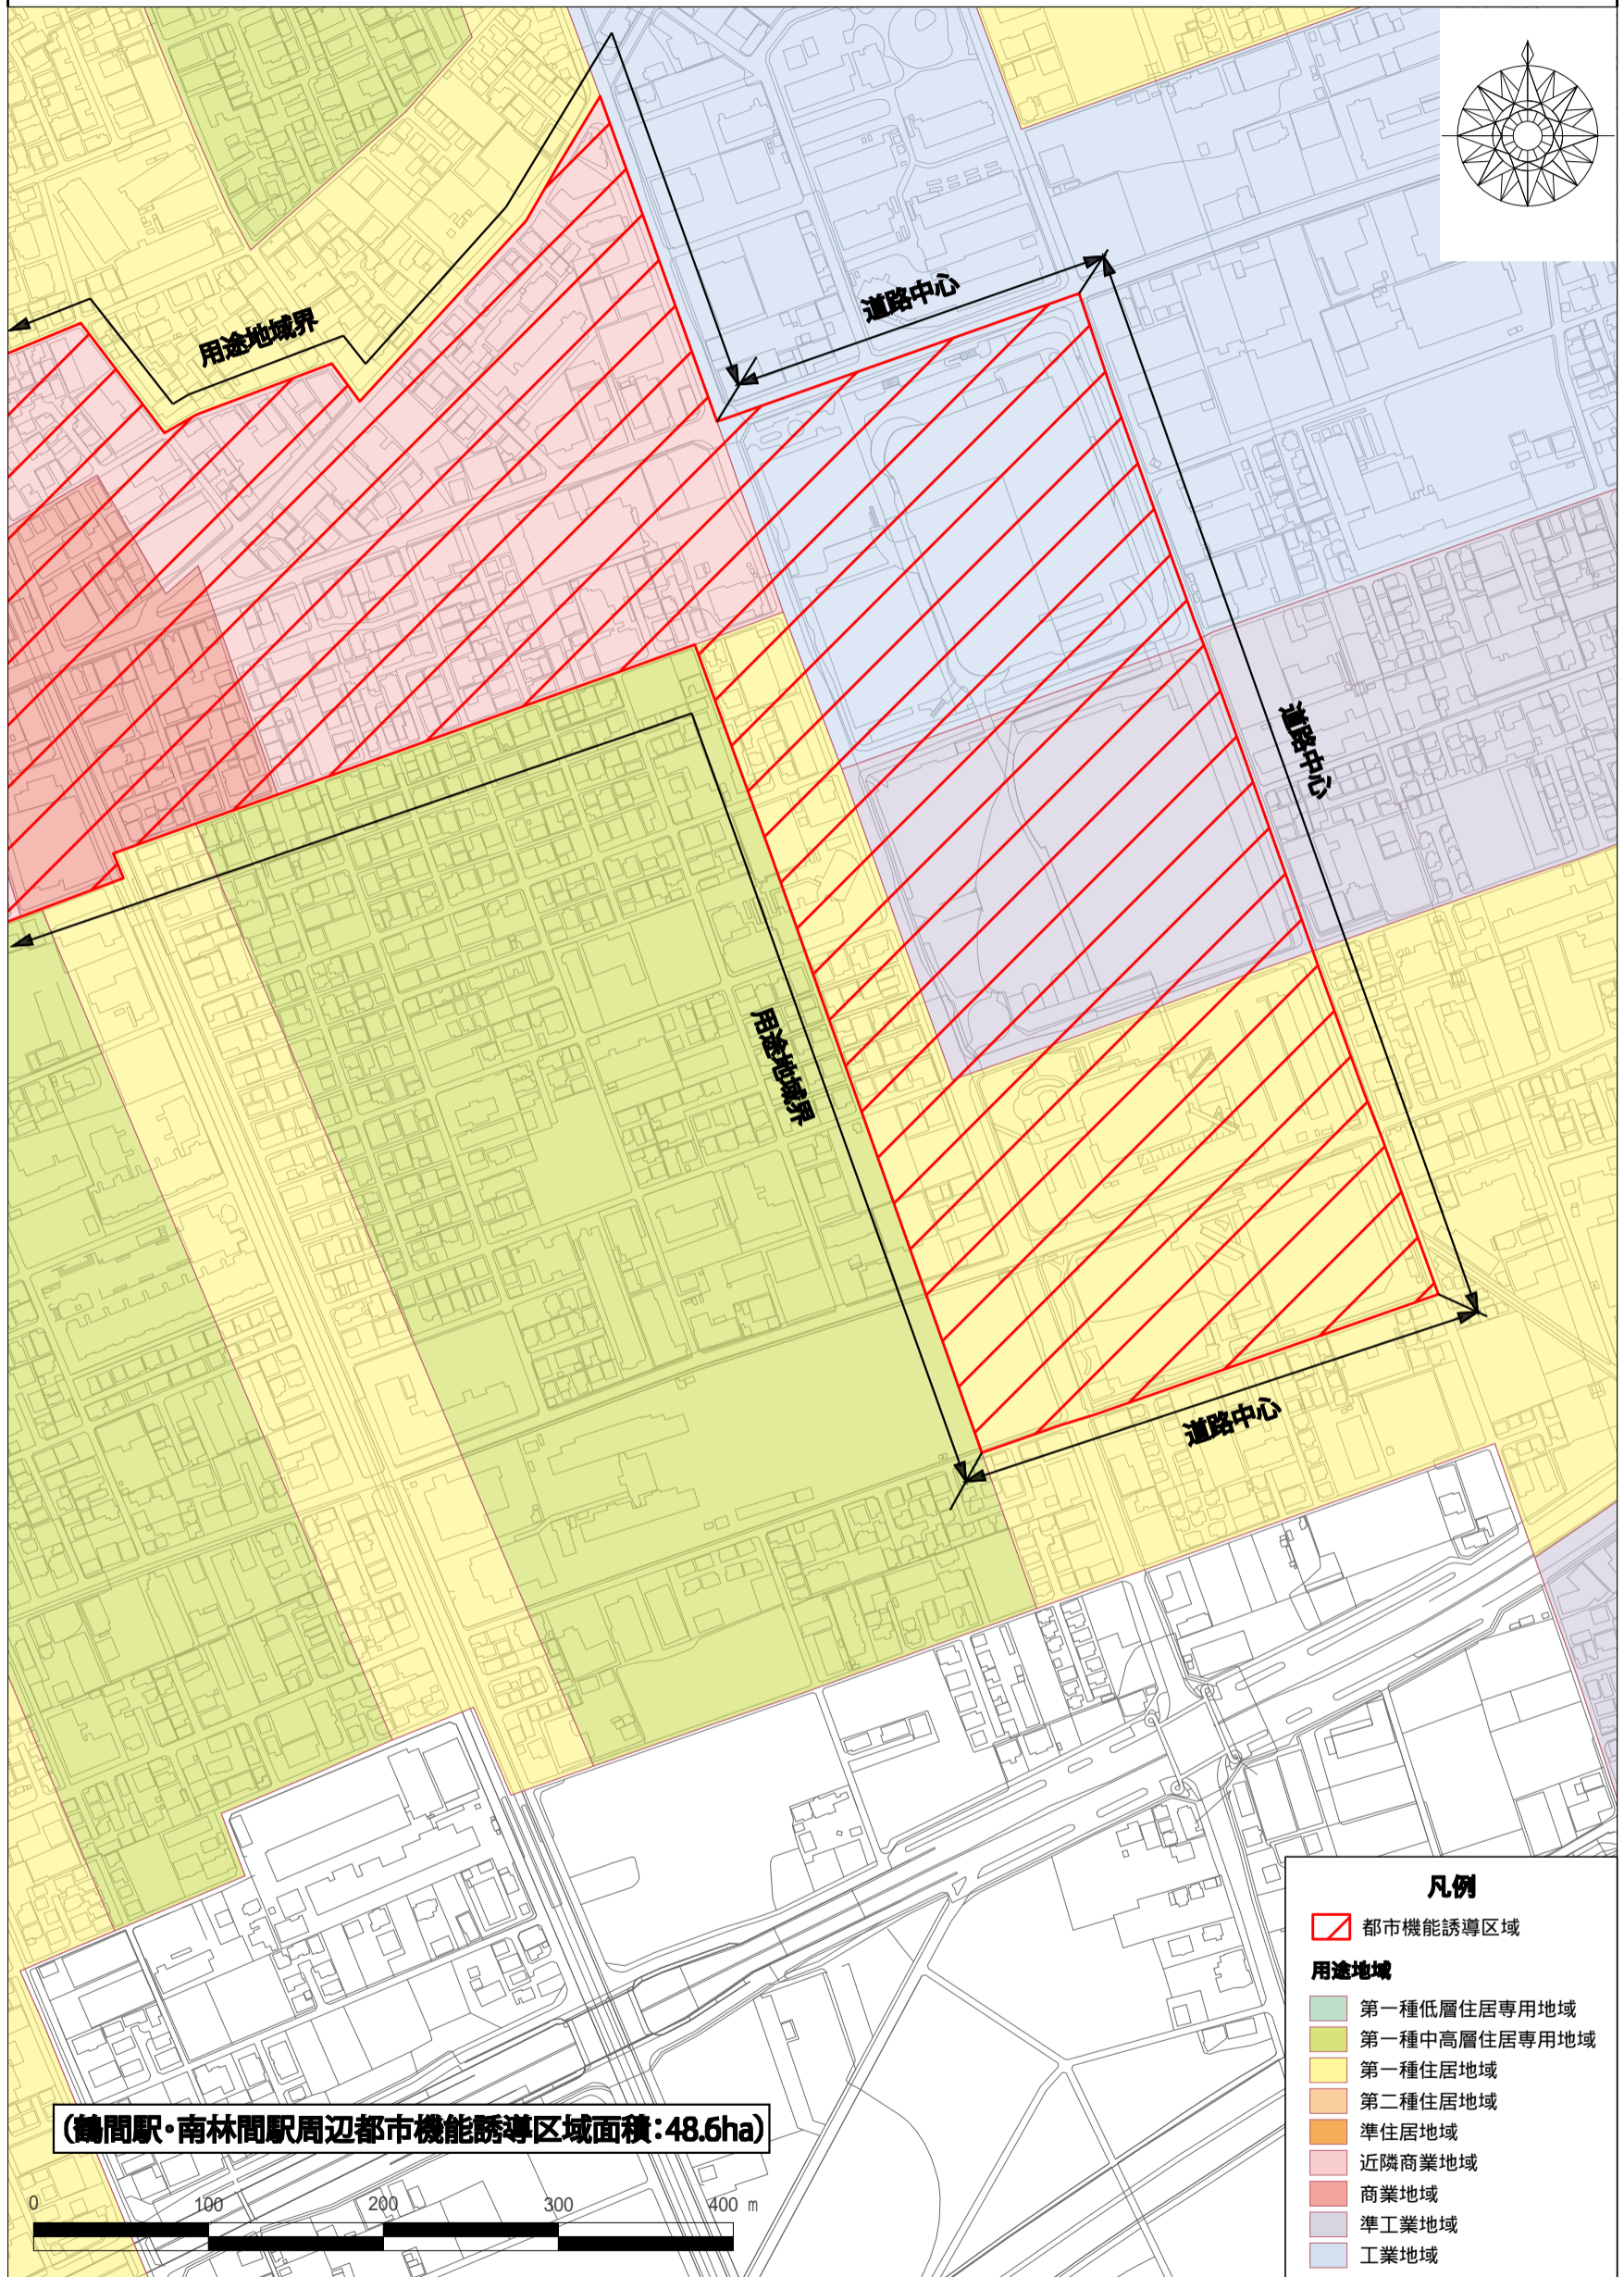 道路中心
用途地域界
道路中心
用途地域界
道路中心
凡例
都市機能誘導区域
用途地域
第一種低層住居専用地域
第一種中高層住居専用地域
第一種住居地域
第二種住居地域
準住居地域
近隣商業地域
商業地域
準工業地域
工業地域
(鶴間駅・南林間駅周辺都市機能誘導区域面積:48.6ha)
0 100 200 300 400 m